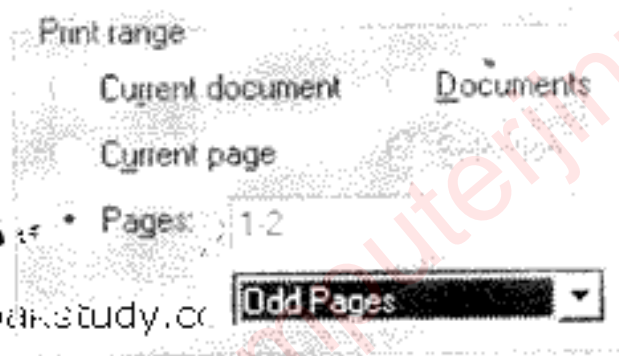 Print range
Current document Documents
Current page
Pages: 1-2
Odd Pages